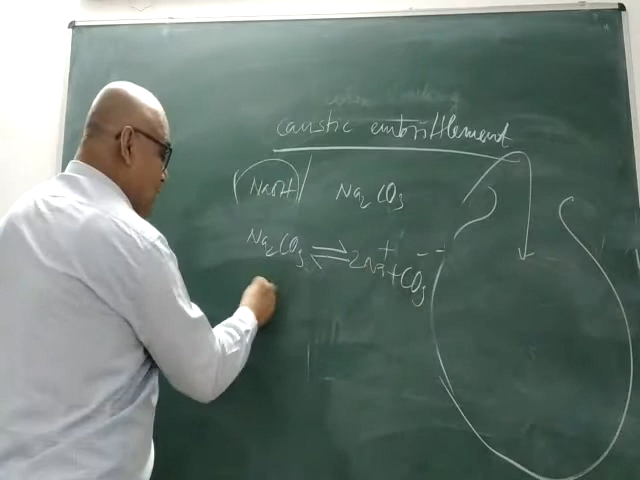 caustic embrittlement
(NaOH) Na2CO3
Na2CO3 ⇌ 2Na+ + CO3--